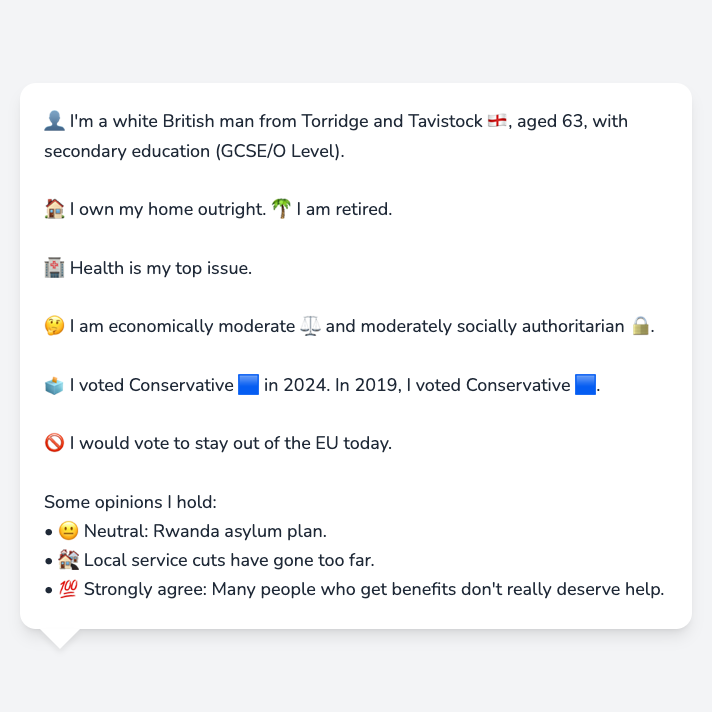 👤 I'm a white British man from Torridge and Tavistock 🏴󠁧󠁢󠁥󠁮󠁧󠁿, aged 63, with
secondary education (GCSE/O Level).
🏠 I own my home outright. 🌴 I am retired.
🏥 Health is my top issue.
🤔 I am economically moderate ⚖️ and moderately socially authoritarian 🔒.
🗳️ I voted Conservative 🟦 in 2024. In 2019, I voted Conservative 🟦.
🚫 I would vote to stay out of the EU today.
Some opinions I hold:
• 😐 Neutral: Rwanda asylum plan.
• 🏚️ Local service cuts have gone too far.
• 💯 Strongly agree: Many people who get benefits don't really deserve help.